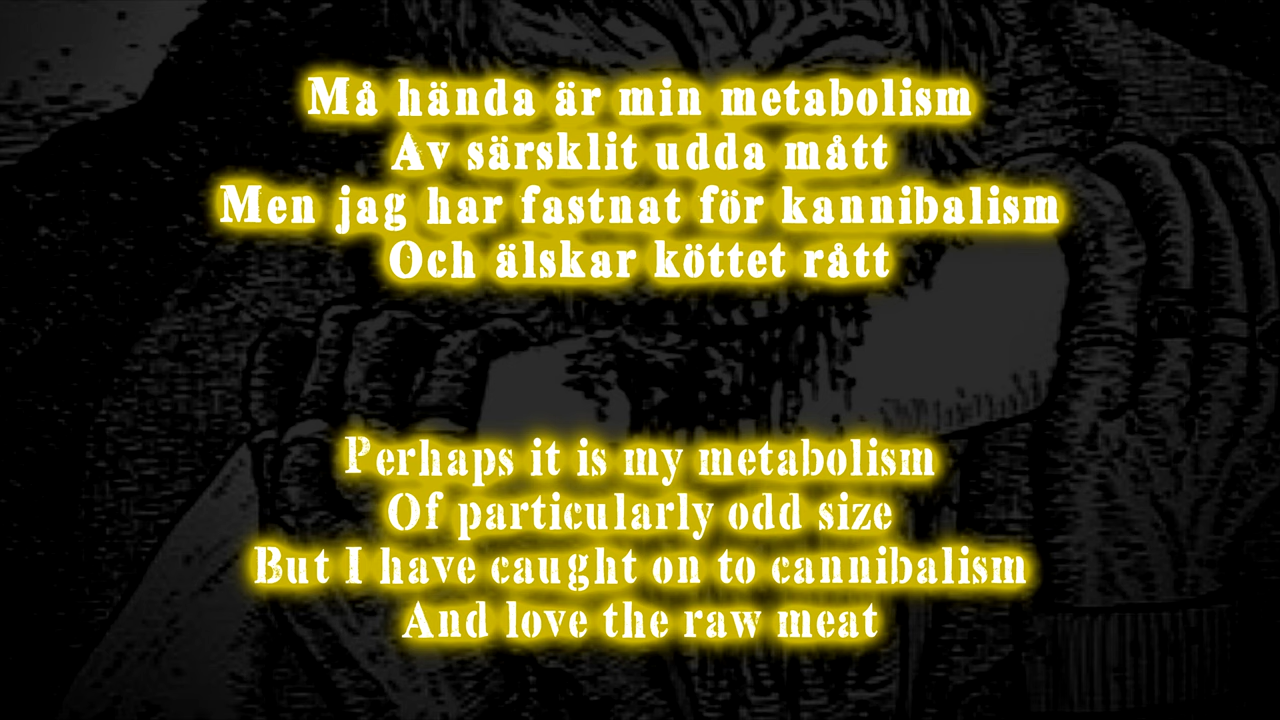 Må hända är min metabolism
Av särsklit udda mått
Men jag har fastnat för kannibalism
Och älskar köttet rått
Perhaps it is my metabolism
Of particularly odd size
But I have caught on to cannibalism
And love the raw meat